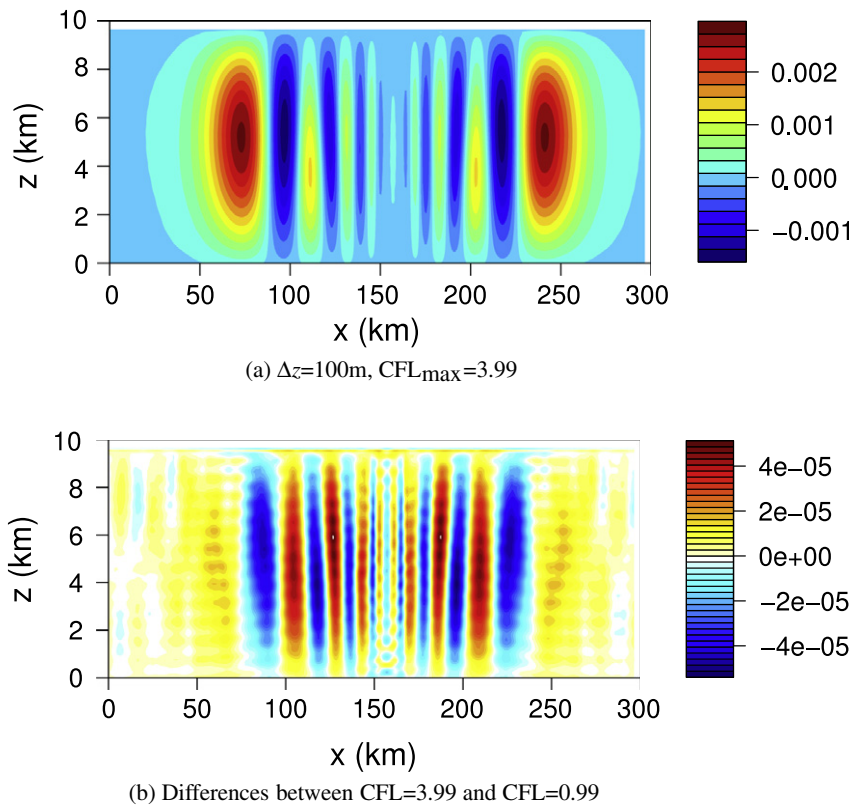 10
8
6
4
2
0
z (km)
0 50 100 150 200 250 300
x (km)
0.002
0.001
0.000
-0.001
(a) Δz=100m, CFLmax=3.99
10
8
6
4
2
0
z (km)
0 50 100 150 200 250 300
x (km)
4e-05
2e-05
0e+00
-2e-05
-4e-05
(b) Differences between CFL=3.99 and CFL=0.99